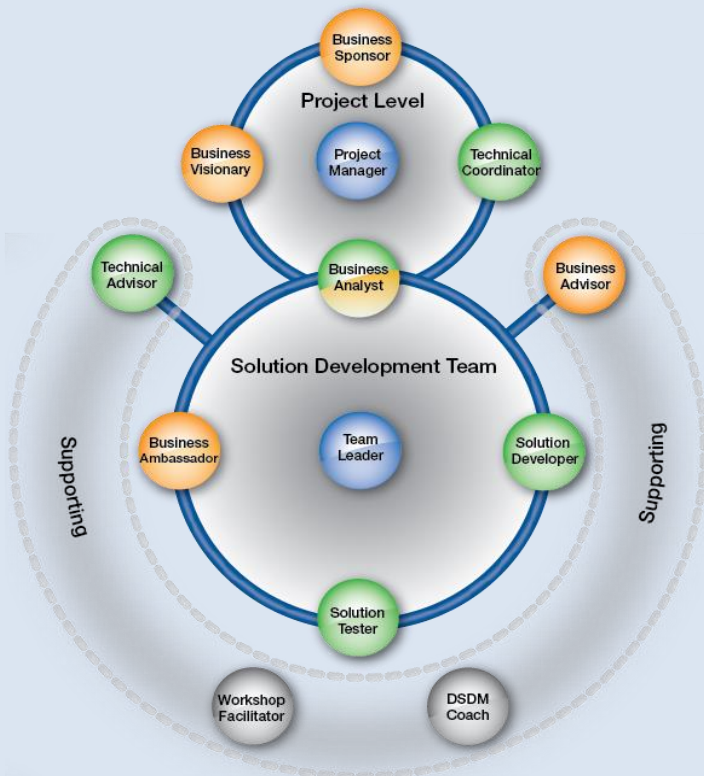 Business
Sponsor
Project Level
Business
Visionary
Project
Manager
Technical
Coordinator
Technical
Advisor
Business
Analyst
Business
Advisor
Solution Development Team
Business
Ambassador
Team
Leader
Solution
Developer
Supporting
Supporting
Solution
Tester
Workshop
Facilitator
DSDM
Coach